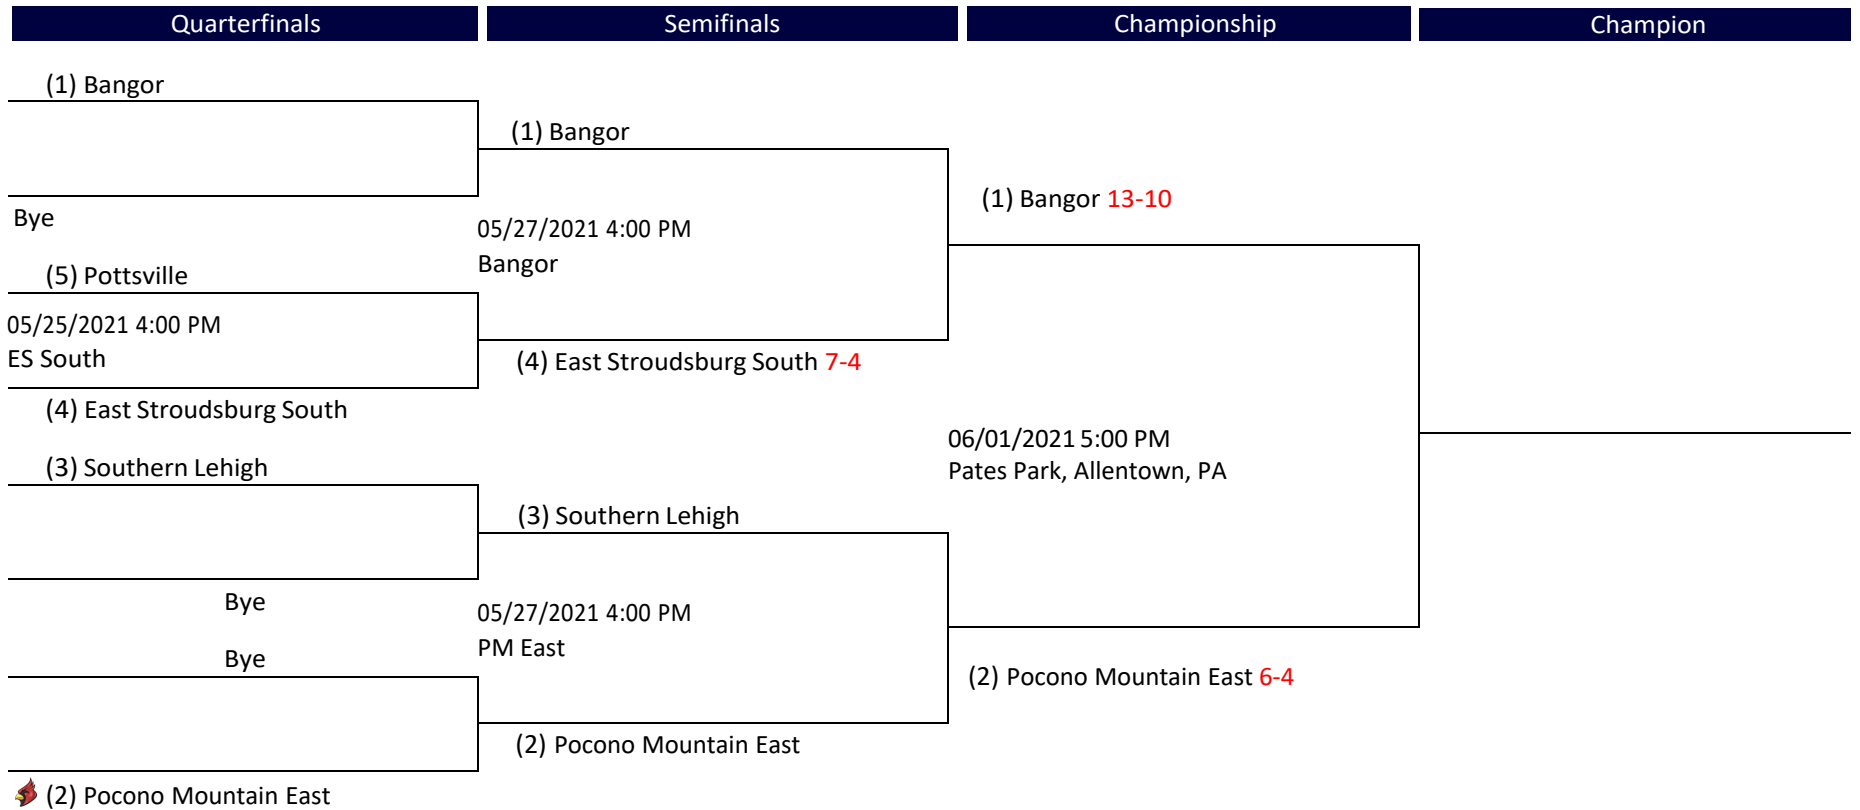 Quarterfinals
Semifinals
Championship
Champion
(1) Bangor
Bye
(5) Pottsville
05/25/2021 4:00 PM
ES South
(4) East Stroudsburg South
(3) Southern Lehigh
Bye
Bye
(2) Pocono Mountain East
(1) Bangor
05/27/2021 4:00 PM
Bangor
(4) East Stroudsburg South 7-4
(3) Southern Lehigh
05/27/2021 4:00 PM
PM East
(2) Pocono Mountain East
(1) Bangor 13-10
06/01/2021 5:00 PM
Pates Park, Allentown, PA
(2) Pocono Mountain East 6-4